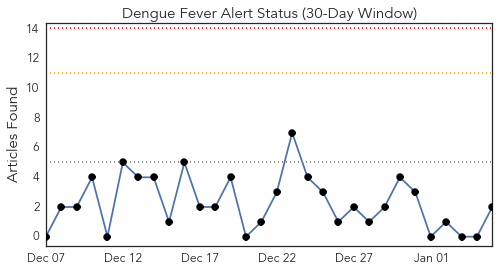 Dengue Fever Alert Status (30-Day Window)
Articles Found
14
12
10
8
6
4
2
0
Dec 07 Dec 12 Dec 17 Dec 22 Dec 27 Jan 01